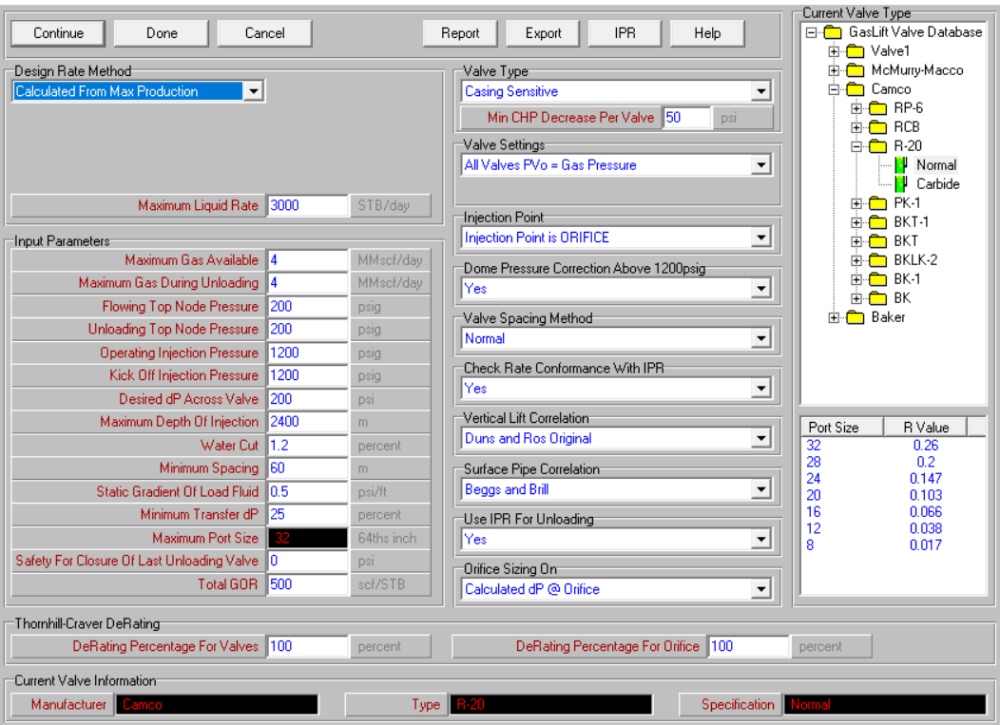 Continue Done Cancel Report Export IPR Help
Design Rate Method
Calculated From Max Production
Maximum Liquid Rate 3000 STB/day
Input Parameters
Maximum Gas Available 4 MMscf/day
Maximum Gas During Unloading 4 MMscf/day
Flowing Top Node Pressure 200 psig
Unloading Top Node Pressure 200 psig
Operating Injection Pressure 1200 psig
Kick Off Injection Pressure 1200 psig
Desired dP Across Valve 200 psi
Maximum Depth Of Injection 2400 m
Water Cut 1.2 percent
Minimum Spacing 60 m
Static Gradient Of Load Fluid 0.5 psi/ft
Minimum Transfer dP 25 percent
Maximum Port Size 32 64ths inch
Safety For Closure Of Last Unloading Valve 0 psi
Total GOR 500 scf/STB
Valve Type
Casing Sensitive
Min CHP Decrease Per Valve 50 psi
Valve Settings
All Valves PVo = Gas Pressure
Injection Point
Injection Point is ORIFICE
Dome Pressure Correction Above 1200psig
Yes
Valve Spacing Method
Normal
Check Rate Conformance With IPR
Yes
Vertical Lift Correlation
Duns and Ros Original
Surface Pipe Correlation
Beggs and Brill
Use IPR For Unloading
Yes
Orifice Sizing On
Calculated dP @ Orifice
Current Valve Type
GasLift Valve Database
Valve1
McMurry-Macco
Camco
RP-6
RCB
R-20
Normal
Carbide
PK-1
BKT-1
BKT
BKLK-2
BK-1
BK
Baker
Port Size R Value
32 0.26
28 0.2
24 0.147
20 0.103
16 0.066
12 0.038
8 0.017
Thornhill-Craver DeRating
DeRating Percentage For Valves 100 percent DeRating Percentage For Orifice 100 percent
Current Valve Information
Manufacturer Camco Type R-20 Specification Normal